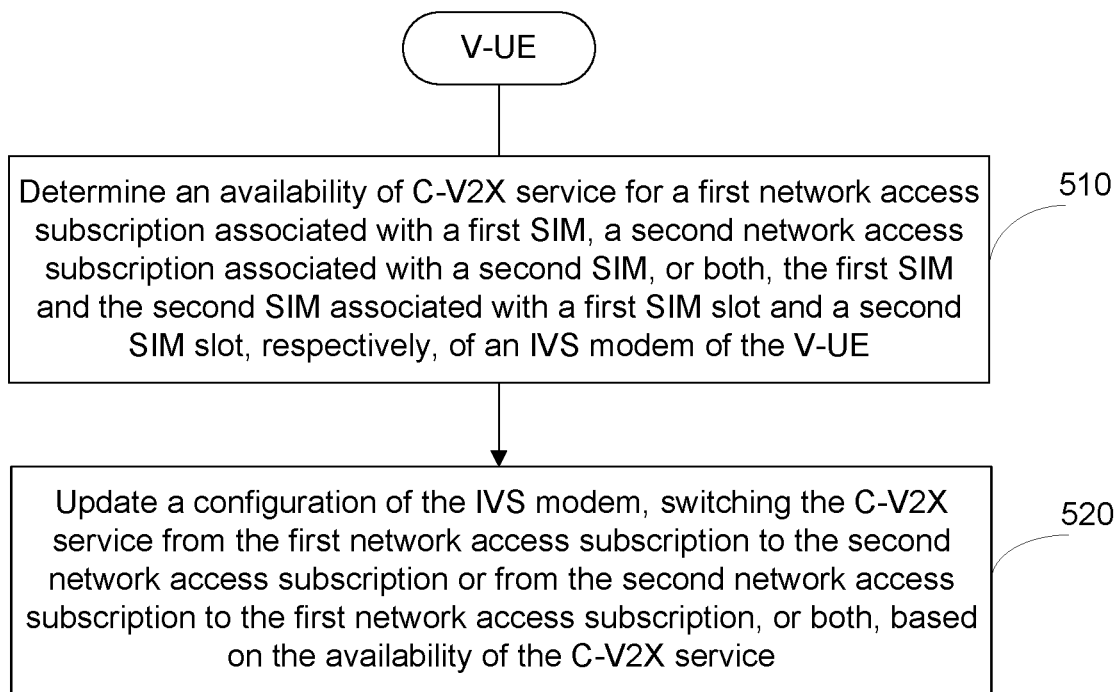 V-UE
Determine an availability of C-V2X service for a first network access
subscription associated with a first SIM, a second network access
subscription associated with a second SIM, or both, the first SIM
and the second SIM associated with a first SIM slot and a second
SIM slot, respectively, of an IVS modem of the V-UE
510
Update a configuration of the IVS modem, switching the C-V2X
service from the first network access subscription to the second
network access subscription or from the second network access
subscription to the first network access subscription, or both, based
on the availability of the C-V2X service
520